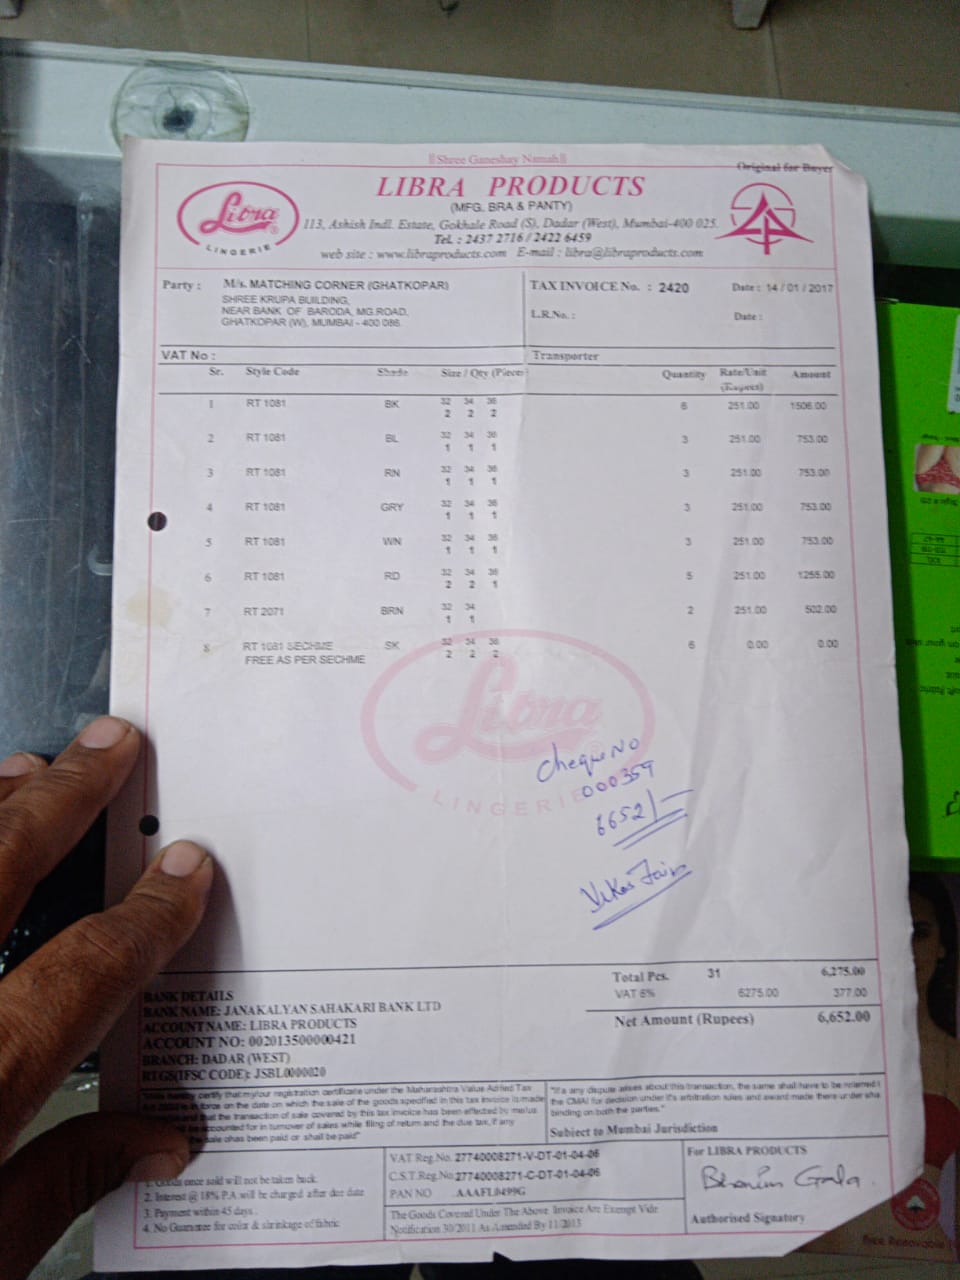 || Shree Ganeshay Namah ||
Original for Buyer
LIBRA PRODUCTS
(MFG. BRA & PANTY)
Libra
LINGERIE
113, Ashish Indl. Estate, Gokhale Road (S), Dadar (West), Mumbai-400 025.
Tel. : 2437 2716 / 2422 6459
web site : www.libraproducts.com E-mail : libra@libraproducts.com
Party : M/s. MATCHING CORNER (GHATKOPAR)
SHREE KRUPA BUILDING,
NEAR BANK OF BARODA, MG.ROAD,
GHATKOPAR (W), MUMBAI - 400 086.
TAX INVOICE No. : 2420 Date : 14 / 01 / 2017
L.R.No. : Date :
VAT No : Transporter
Sr. Style Code Shade Size / Qty (Pieces Quantity Rate/Unit Amount
(Rupees)
1 RT 1081 BK 32 34 36 6 251.00 1506.00
2 2 2
2 RT 1081 BL 32 34 36 3 251.00 753.00
1 1 1
3 RT 1081 RN 32 34 36 3 251.00 753.00
1 1 1
4 RT 1081 GRY 32 34 36 3 251.00 753.00
1 1 1
5 RT 1081 WN 32 34 36 3 251.00 753.00
1 1 1
6 RT 1081 RD 32 34 36 5 251.00 1255.00
2 2 1
7 RT 2071 BRN 32 34 2 251.00 502.00
1 1
8 RT 1081 SECHME SK 32 34 36 6 0.00 0.00
FREE AS PER SECHME 2 2 2
Libra
LINGERIE
Cheque No
000359
6652/-
Vikas Jain
Total Pcs. 31 6,275.00
VAT 6% 6275.00 377.00
Net Amount (Rupees) 6,652.00
BANK DETAILS
BANK NAME: JANAKALYAN SAHAKARI BANK LTD
ACCOUNT NAME: LIBRA PRODUCTS
ACCOUNT NO: 002013500000421
BRANCH: DADAR (WEST)
RTGS(IFSC CODE): JSBL0000020
hereby certify that my/our registration certificate under the Maharashtra Value Added Tax
in force on the date on which the sale of the goods specified in this tax invoice is made
and that the transaction of sale covered by this tax invoice has been effected by me/us
be accounted for in turnover of sales while filing of return and the due tax, if any
the sale ohas been paid or shall be paid"
"If a any dispute arises about this transaction, the same shall have to be referred t
the CMAI for decision under it's arbitration rules and award made there under sha
binding on both the parties."
Subject to Mumbai Jurisdiction
1. Goods once sold will not be taken back.
2. Interest @ 18% P.A. will be charged after due date
3. Payment within 45 days.
4. No Guarantee for color & shrinkage of fabric
VAT Reg.No. 27740008271-V-DT-01-04-06
C.S.T.Reg.No. 27740008271-C-DT-01-04-06
PAN NO AAAFL0499G
The Goods Covered Under The Above Invoice Are Exempt Vide
Notification 30/2011 As Amended By 11/2013
For LIBRA PRODUCTS
Gala
Authorised Signatory